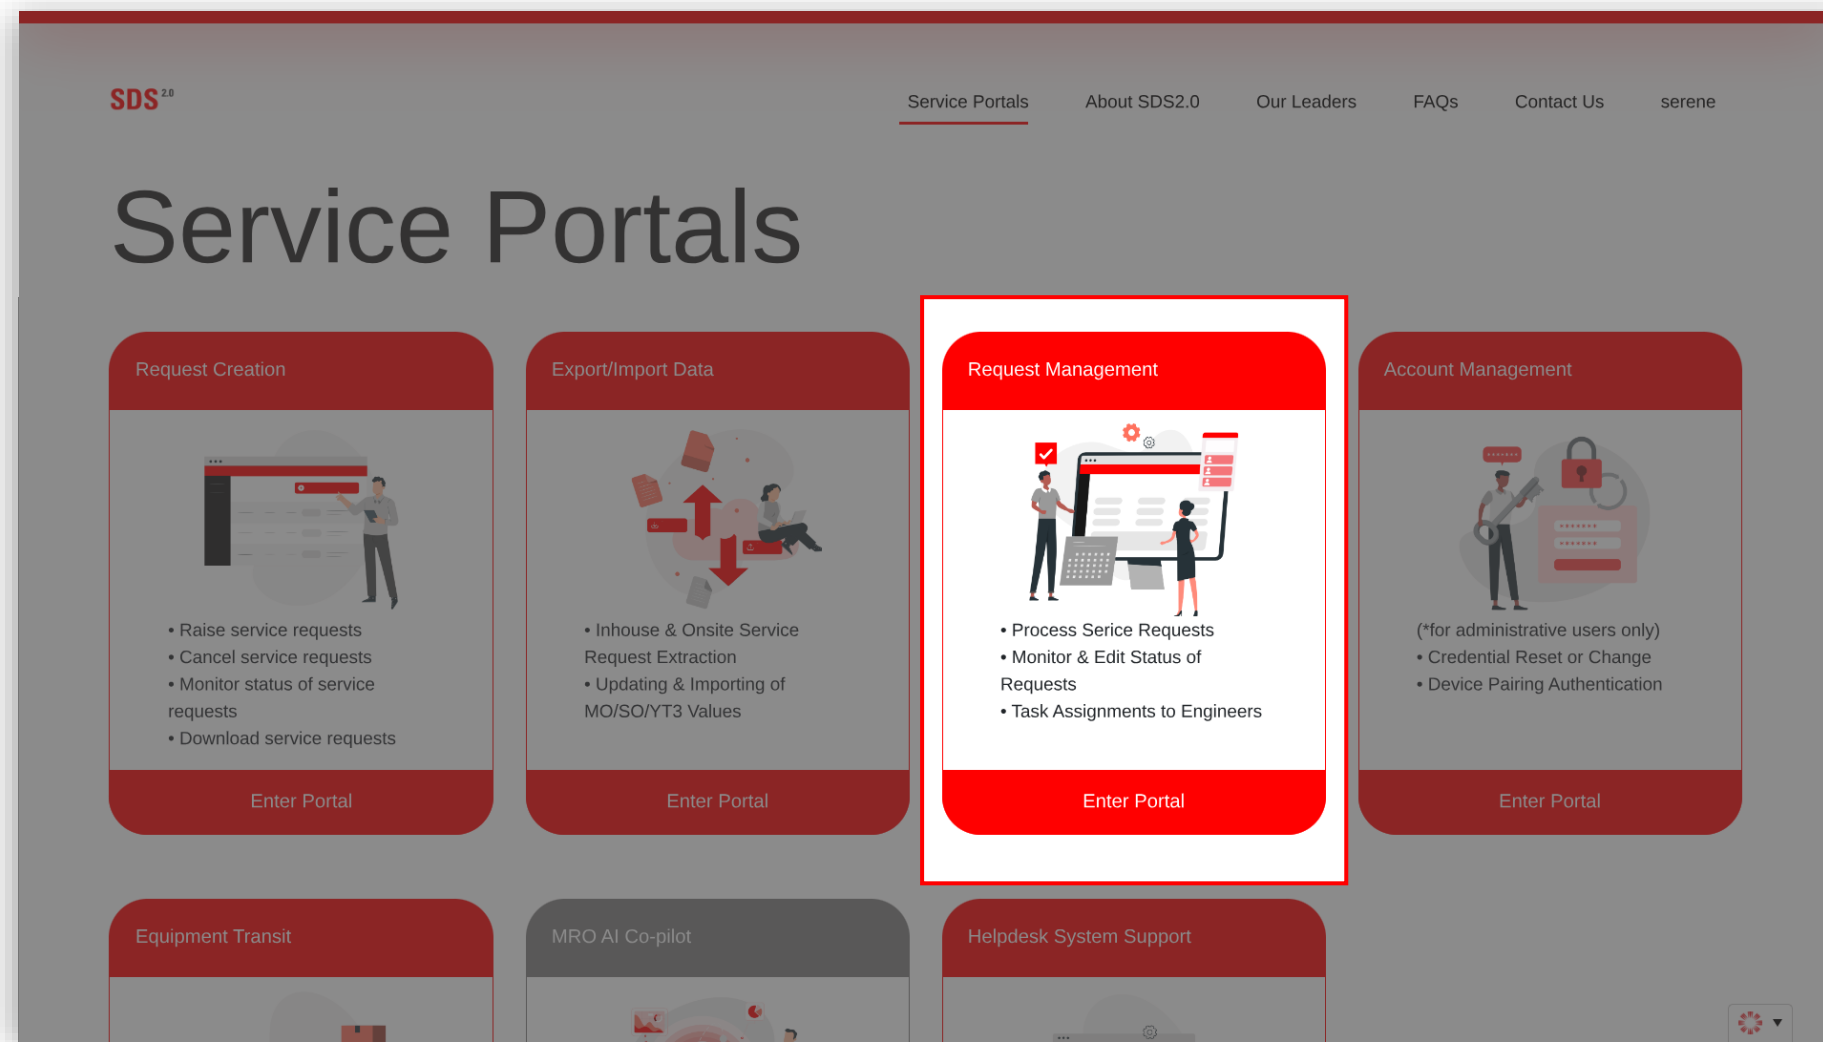 SDS 2.0
Service Portals
About SDS2.0
Our Leaders
FAQs
Contact Us
serene
Service Portals
Request Creation
• Raise service requests
• Cancel service requests
• Monitor status of service
requests
• Download service requests
Enter Portal
Export/Import Data
• Inhouse & Onsite Service
Request Extraction
• Updating & Importing of
MO/SO/YT3 Values
Enter Portal
Request Management
• Process Serice Requests
• Monitor & Edit Status of
Requests
• Task Assignments to Engineers
Enter Portal
Account Management
(*for administrative users only)
• Credential Reset or Change
• Device Pairing Authentication
Enter Portal
Equipment Transit
MRO AI Co-pilot
Helpdesk System Support